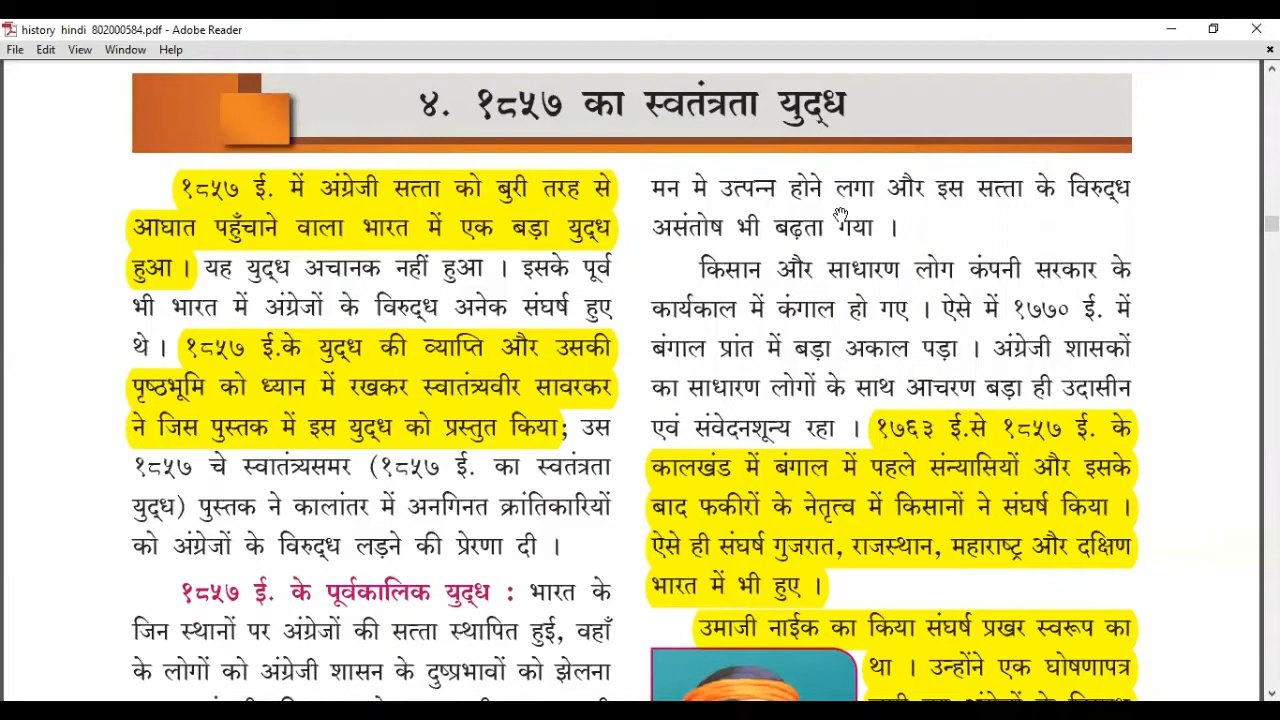 history hindi 802000584.pdf - Adobe Reader
File Edit View Window Help
४. १८५७ का स्वतंत्रता युद्ध
१८५७ ई. में अंग्रेजी सत्ता को बुरी तरह से
आघात पहुँचाने वाला भारत में एक बड़ा युद्ध
हुआ । यह युद्ध अचानक नहीं हुआ । इसके पूर्व
भी भारत में अंग्रेजों के विरुद्ध अनेक संघर्ष हुए
थे । १८५७ ई.के युद्ध की व्याप्ति और उसकी
पृष्ठभूमि को ध्यान में रखकर स्वातंत्र्यवीर सावरकर
ने जिस पुस्तक में इस युद्ध को प्रस्तुत किया; उस
१८५७ चे स्वातंत्र्यसमर (१८५७ ई. का स्वतंत्रता
युद्ध) पुस्तक ने कालांतर में अनगिनत क्रांतिकारियों
को अंग्रेजों के विरुद्ध लड़ने की प्रेरणा दी ।
१८५७ ई. के पूर्वकालिक युद्ध : भारत के
जिन स्थानों पर अंग्रेजों की सत्ता स्थापित हुई, वहाँ
के लोगों को अंग्रेजी शासन के दुष्प्रभावों को झेलना
मन मे उत्पन्न होने लगा और इस सत्ता के विरुद्ध
असंतोष भी बढ़ता गया ।
किसान और साधारण लोग कंपनी सरकार के
कार्यकाल में कंगाल हो गए । ऐसे में १७७० ई. में
बंगाल प्रांत में बड़ा अकाल पड़ा । अंग्रेजी शासकों
का साधारण लोगों के साथ आचरण बड़ा ही उदासीन
एवं संवेदनशून्य रहा । १७६३ ई.से १८५७ ई. के
कालखंड में बंगाल में पहले संन्यासियों और इसके
बाद फकीरों के नेतृत्व में किसानों ने संघर्ष किया ।
ऐसे ही संघर्ष गुजरात, राजस्थान, महाराष्ट्र और दक्षिण
भारत में भी हुए ।
उमाजी नाईक का किया संघर्ष प्रखर स्वरूप का
था । उन्होंने एक घोषणापत्र